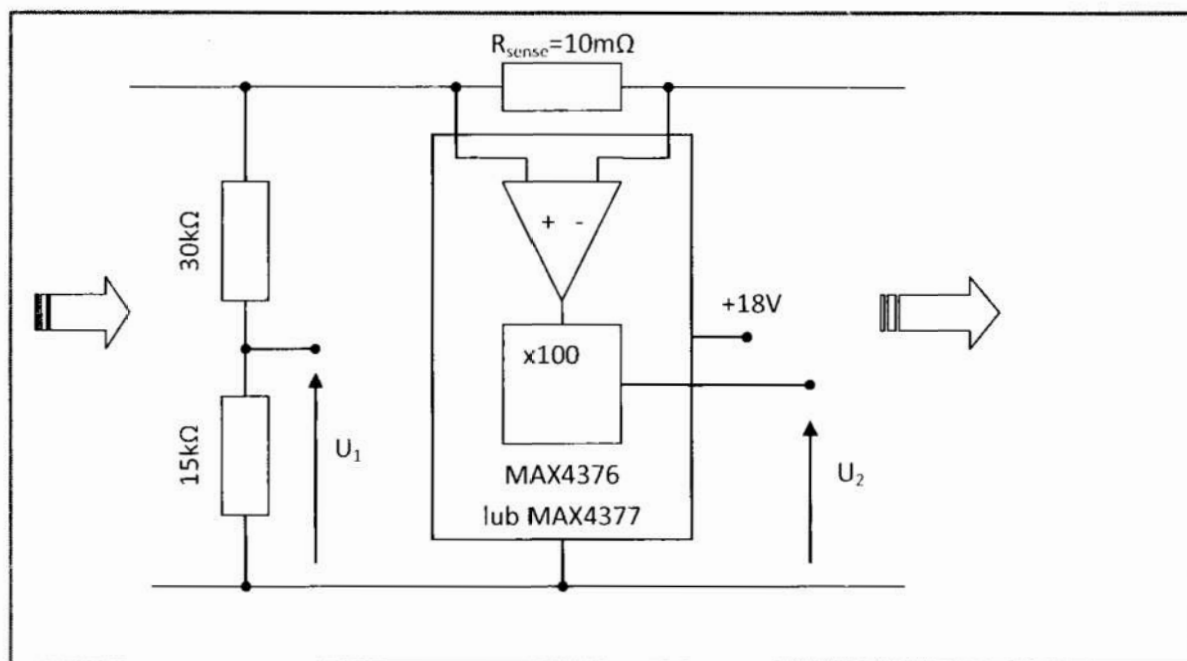 R_sense=10mΩ
30kΩ
+ -
+18V
x100
15kΩ
U₁
U₂
MAX4376
lub MAX4377